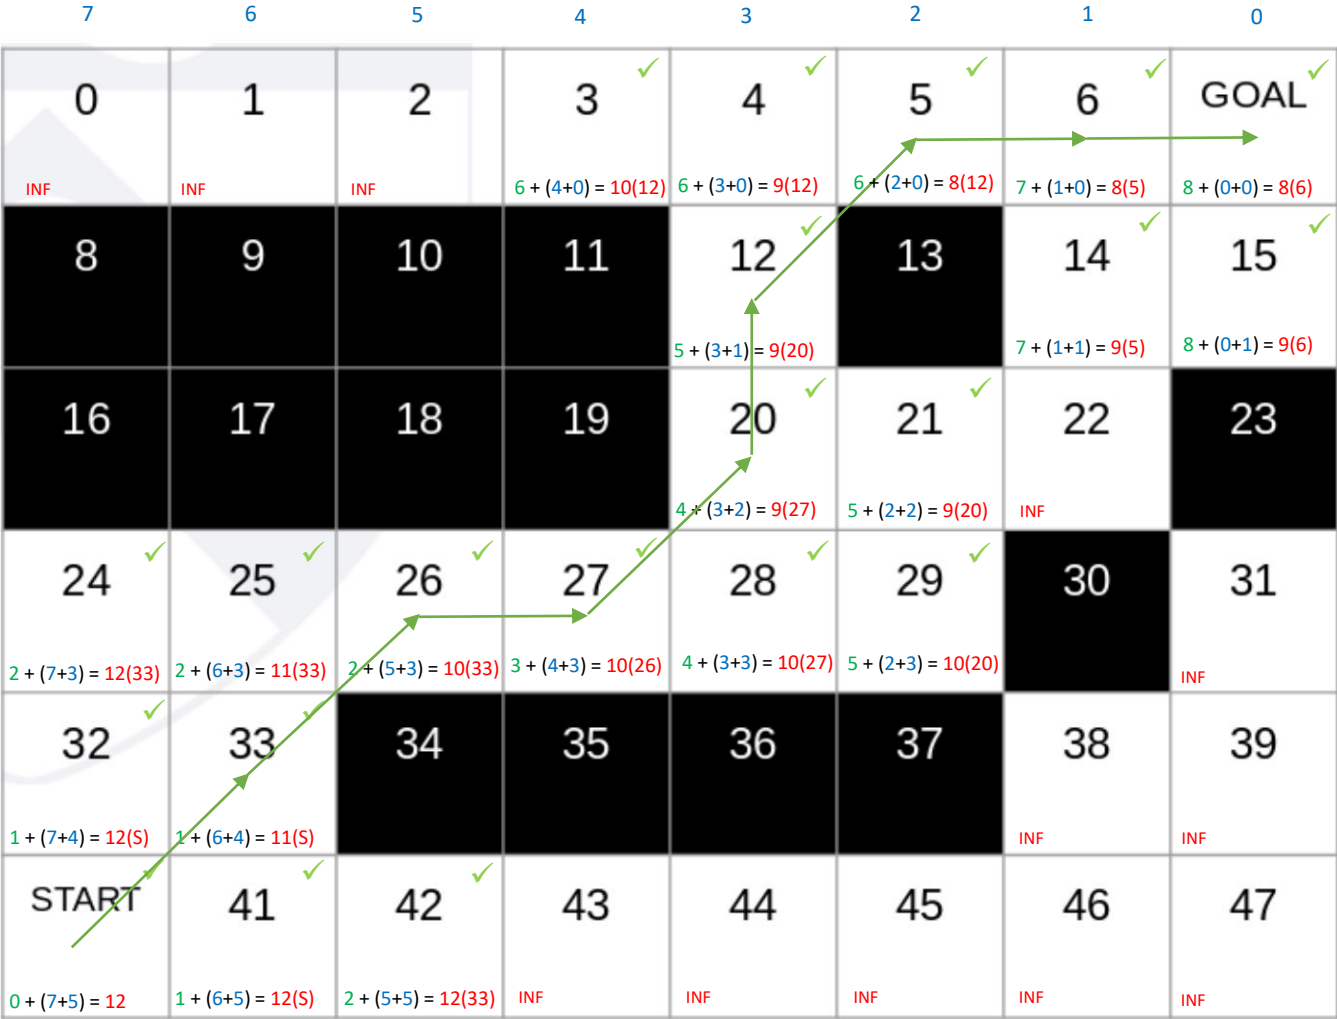 7 6 5 4 3 2 1 0
0 1 2 3 4 5 6 GOAL
INF INF INF 6 + (4+0) = 10(12) 6 + (3+0) = 9(12) 6 + (2+0) = 8(12) 7 + (1+0) = 8(5) 8 + (0+0) = 8(6)
8 9 10 11 12 13 14 15
5 + (3+1) = 9(20) 7 + (1+1) = 9(5) 8 + (0+1) = 9(6)
16 17 18 19 20 21 22 23
4 + (3+2) = 9(27) 5 + (2+2) = 9(20) INF
24 25 26 27 28 29 30 31
2 + (7+3) = 12(33) 2 + (6+3) = 11(33) 2 + (5+3) = 10(33) 3 + (4+3) = 10(26) 4 + (3+3) = 10(27) 5 + (2+3) = 10(20) INF
32 33 34 35 36 37 38 39
1 + (7+4) = 12(S) 1 + (6+4) = 11(S) INF INF
START 41 42 43 44 45 46 47
0 + (7+5) = 12 1 + (6+5) = 12(S) 2 + (5+5) = 12(33) INF INF INF INF INF